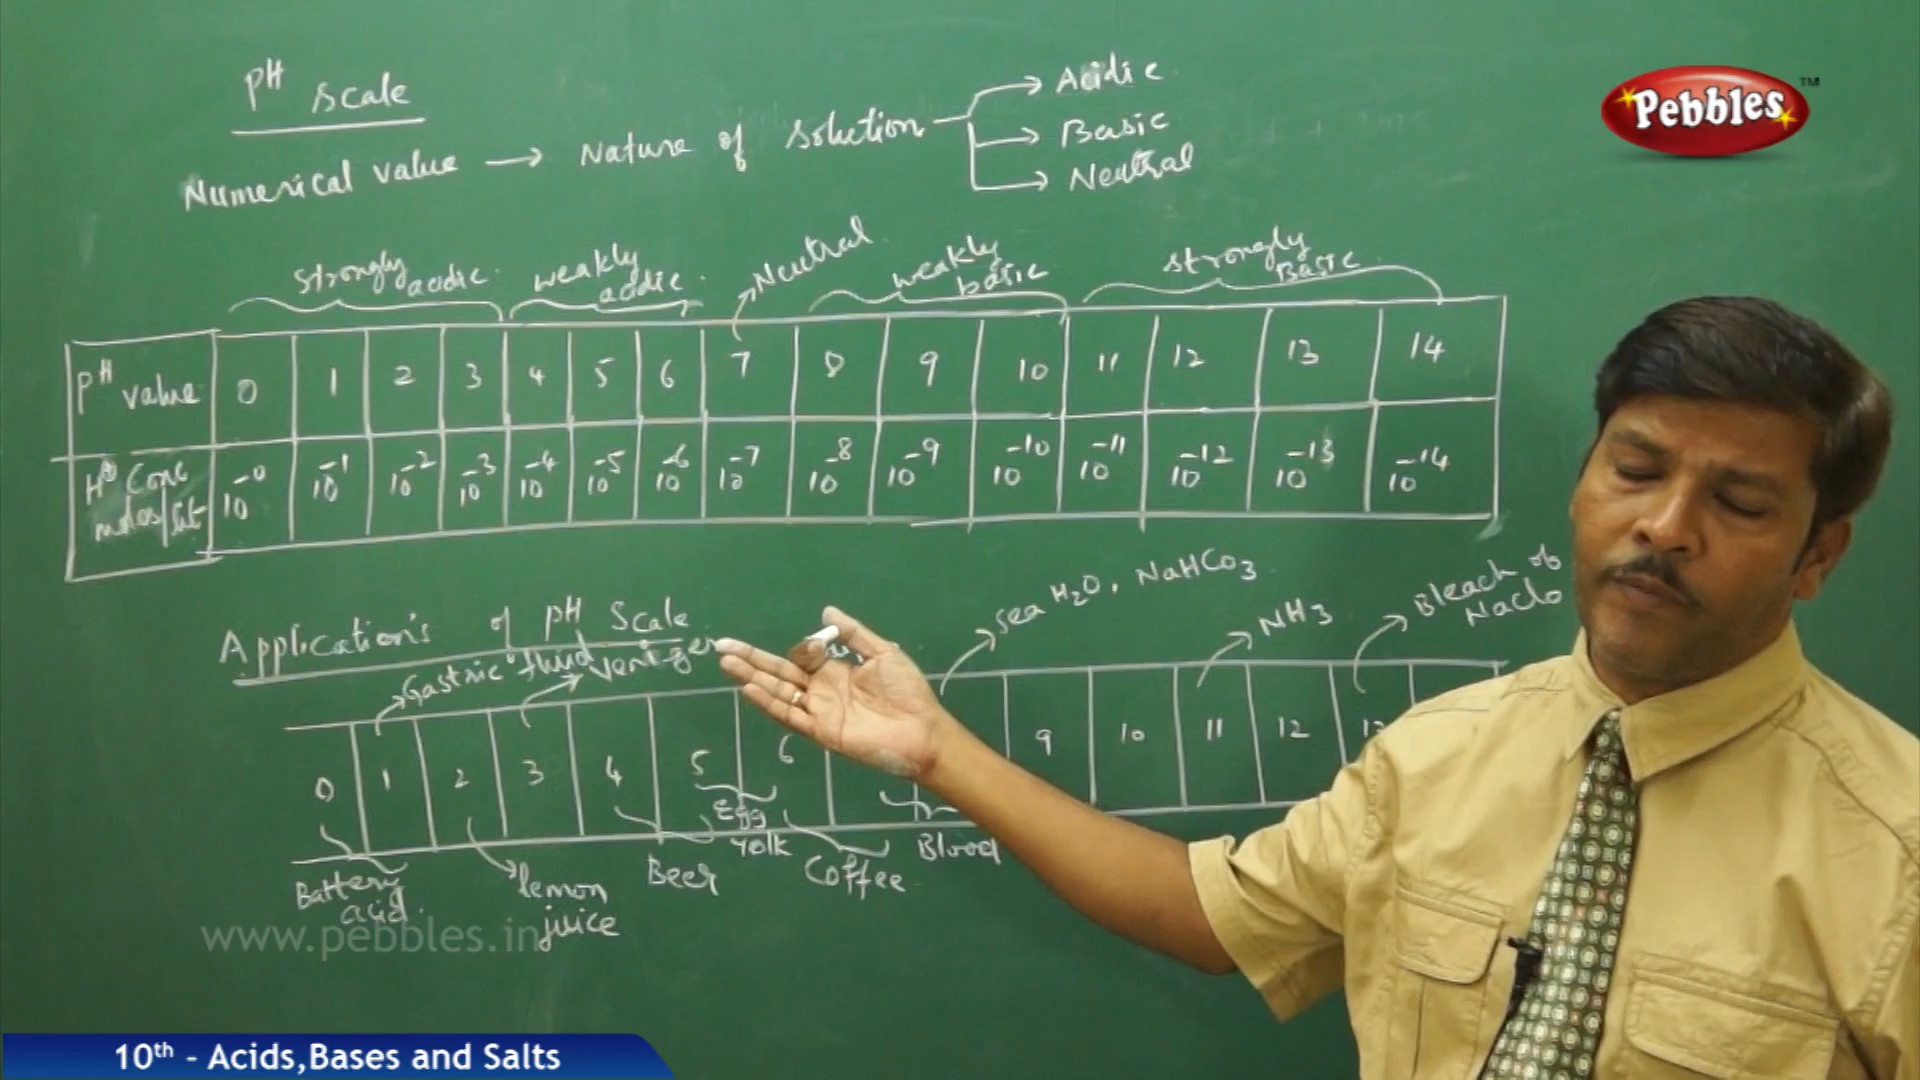 Pebbles™
PH Scale
Numerical value → Nature of Solution
Acidic
Basic
Neutral
Strongly acidic
weakly acidic
Neutral
weakly basic
strongly Basic
PH value 0 1 2 3 4 5 6 7 8 9 10 11 12 13 14
H⊕ Conc moles/lit 10⁻⁰ 10⁻¹ 10⁻² 10⁻³ 10⁻⁴ 10⁻⁵ 10⁻⁶ 10⁻⁷ 10⁻⁸ 10⁻⁹ 10⁻¹⁰ 10⁻¹¹ 10⁻¹² 10⁻¹³ 10⁻¹⁴
Application's of pH Scale
Gastric fluid
Veniger
Sea H2O, NaHCO3
NH3
Bleach of NaClO
0 1 2 3 4 5 6 9 10 11 12
Battery acid.
lemon juice
Beer
Egg Yolk
Coffee
Blood
www.pebbles.in
10th - Acids,Bases and Salts